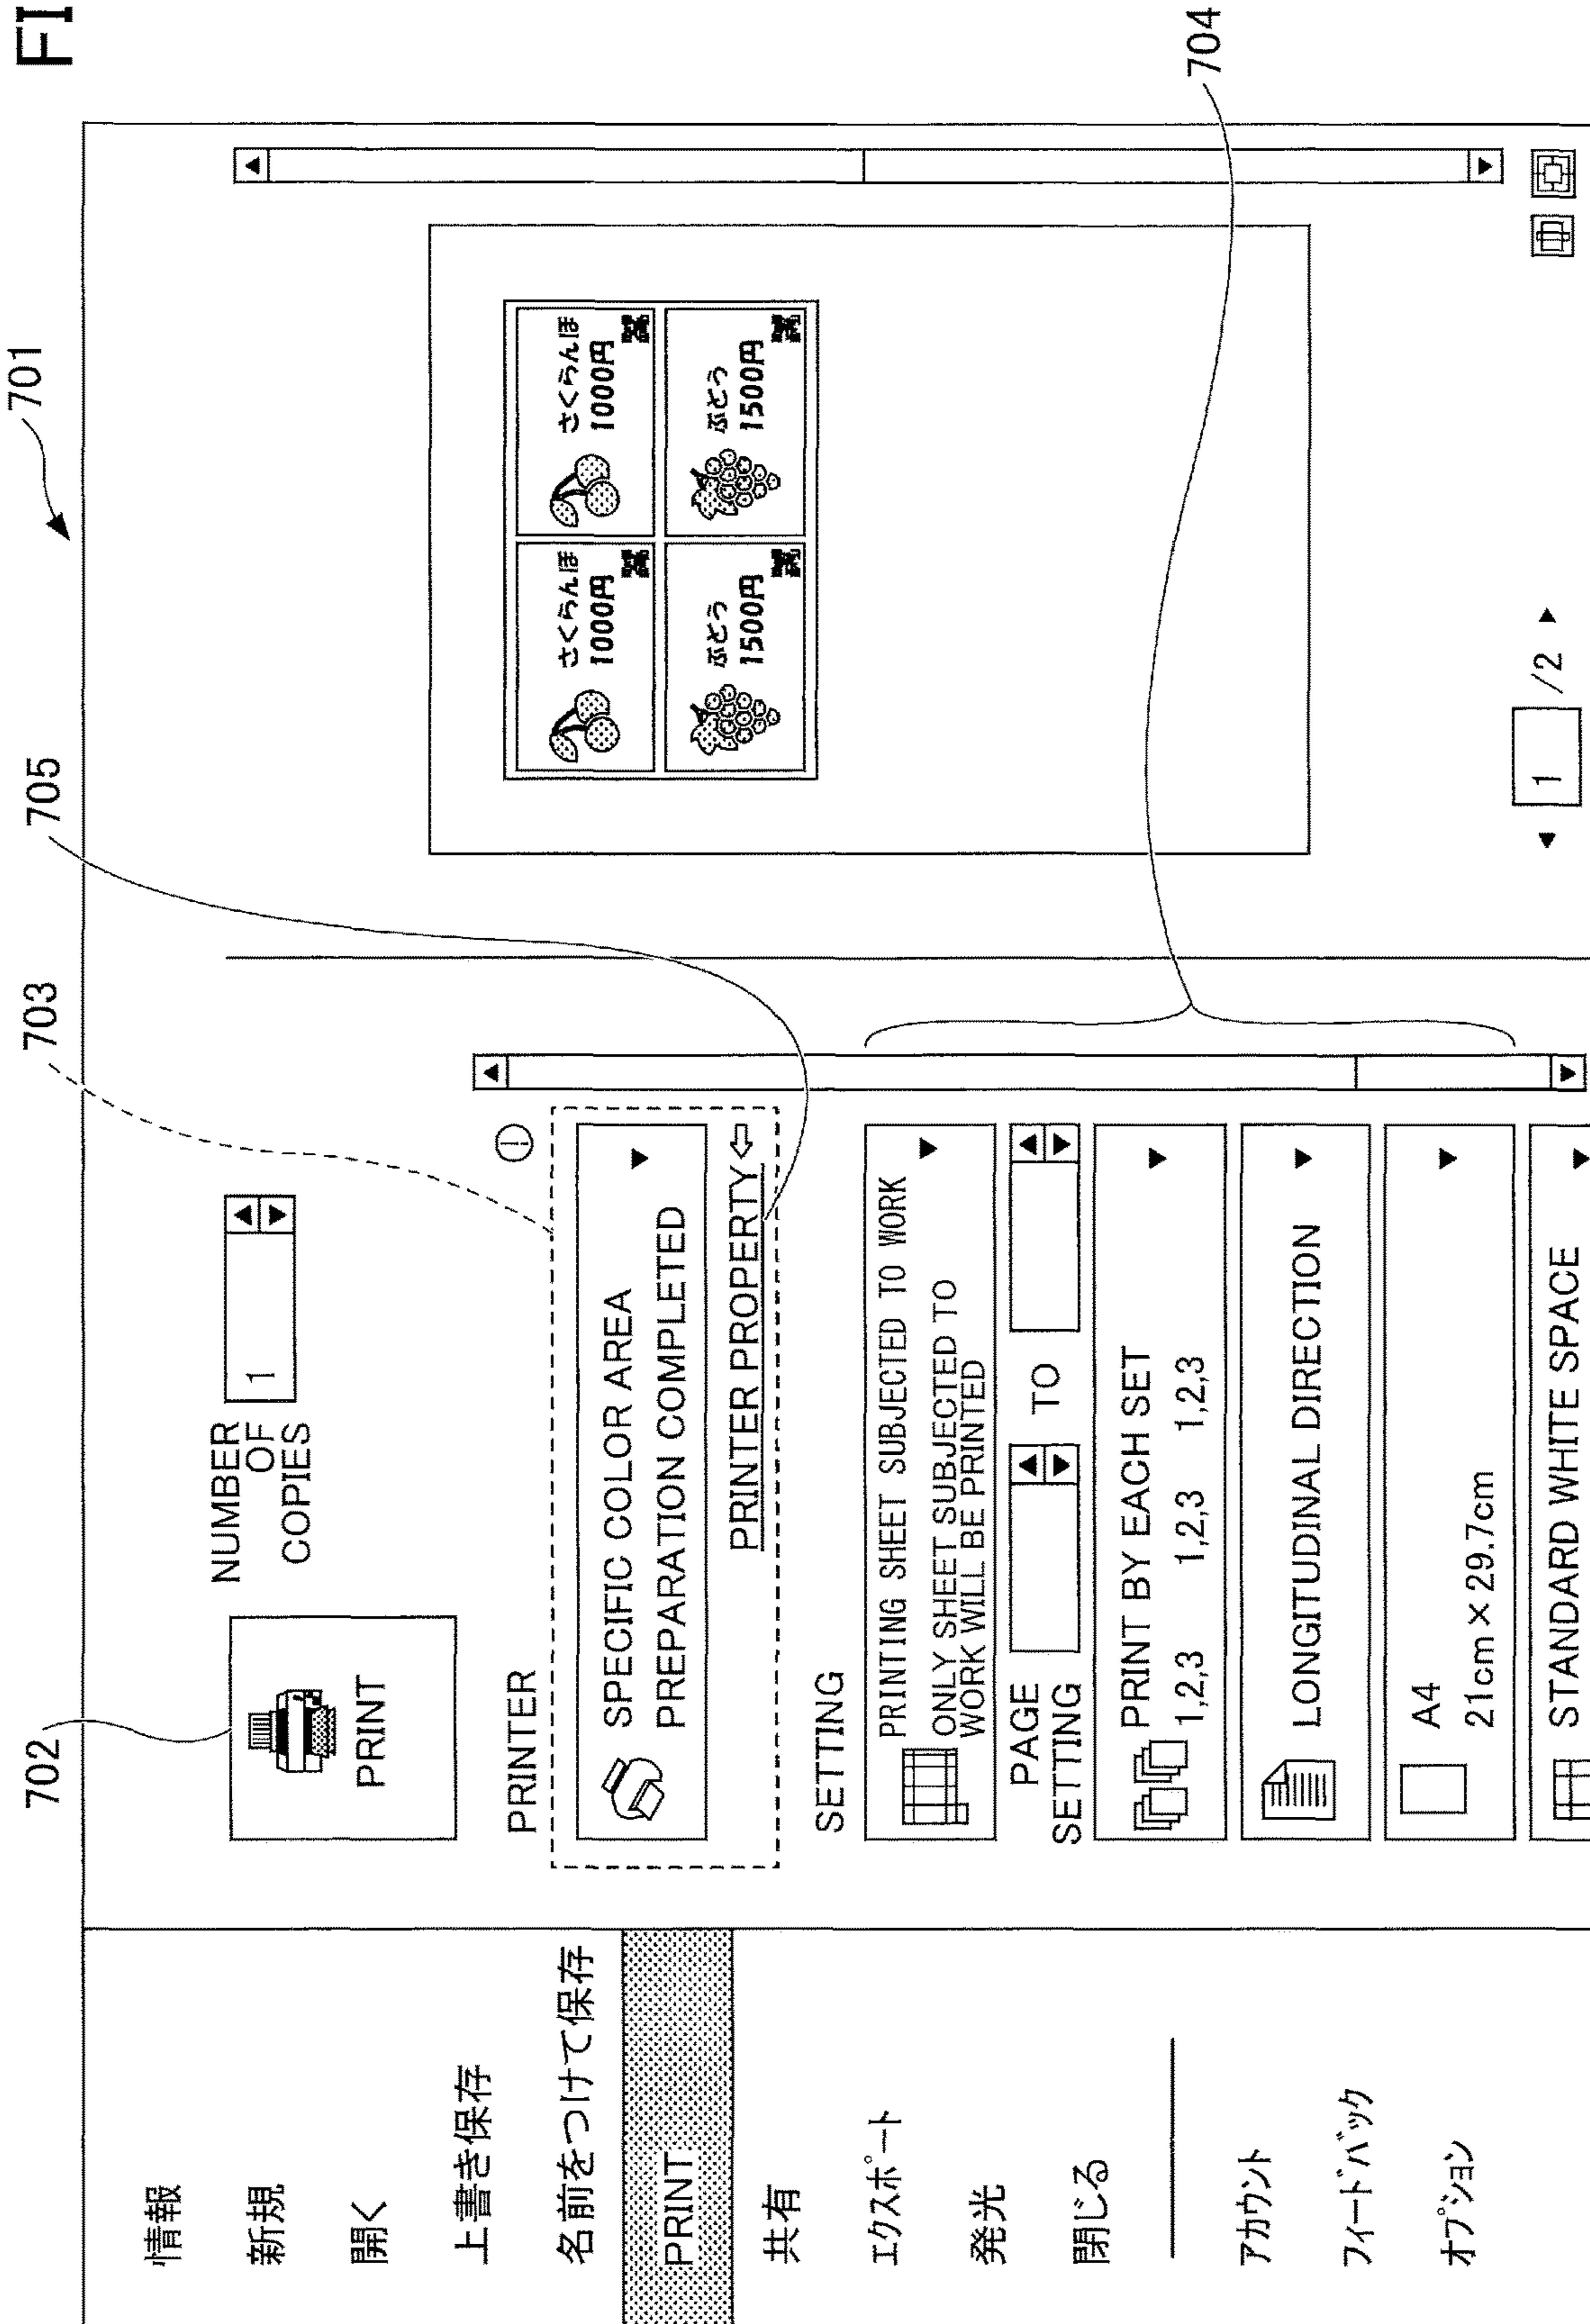 FI
701
702
703
705
704
情報
新規
開く
上書き保存
名前をつけて保存
PRINT
共有
エクスポート
発光
閉じる
アカウント
フィードバック
オプション
PRINT
NUMBER
OF
COPIES
1
PRINTER
SPECIFIC COLOR AREA
PREPARATION COMPLETED
PRINTER PROPERTY
SETTING
PRINTING SHEET SUBJECTED TO WORK
ONLY SHEET SUBJECTED TO
WORK WILL BE PRINTED
PAGE
SETTING
TO
PRINT BY EACH SET
1,2,3 1,2,3 1,2,3
LONGITUDINAL DIRECTION
A4
21cm×29.7cm
STANDARD WHITE SPACE
さくらんぼ
1000円
さくらんぼ
1000円
ぶどう
1500円
ぶどう
1500円
1 /2